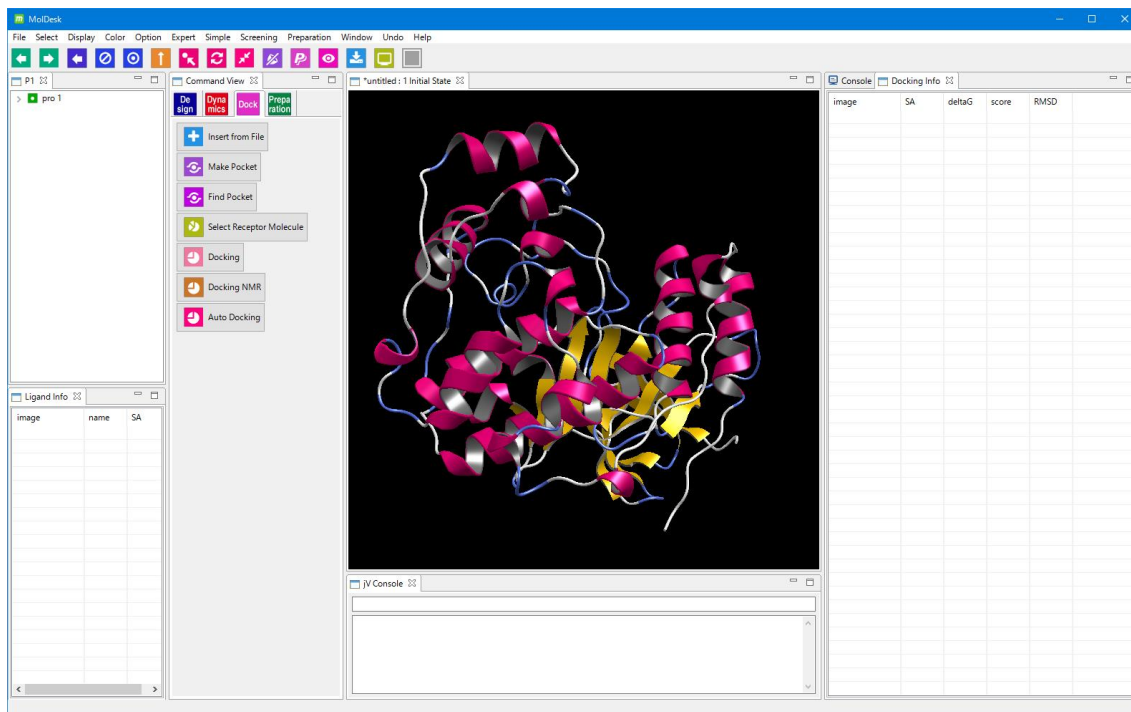 m MolDesk
File Select Display Color Option Expert Simple Screening Preparation Window Undo Help
P1
pro 1
Command View
De sign
Dyna mics
Dock
Prepa ration
Insert from File
Make Pocket
Find Pocket
Select Receptor Molecule
Docking
Docking NMR
Auto Docking
Ligand Info
image name SA
*untitled : 1 Initial State
jV Console
Console Docking Info
image SA deltaG score RMSD